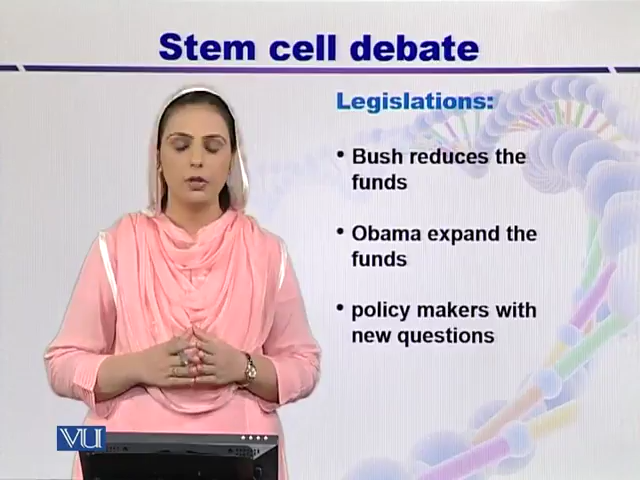 Stem cell debate
Legislations:
• Bush reduces the
funds
• Obama expand the
funds
• policy makers with
new questions
VU